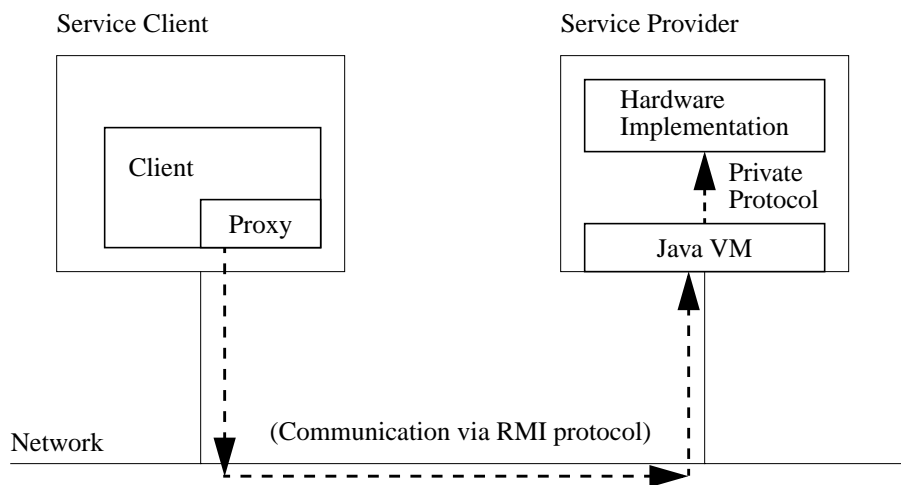 Service Client
Service Provider
Hardware
Implementation
Client
Private
Protocol
Proxy
Java VM
(Communication via RMI protocol)
Network